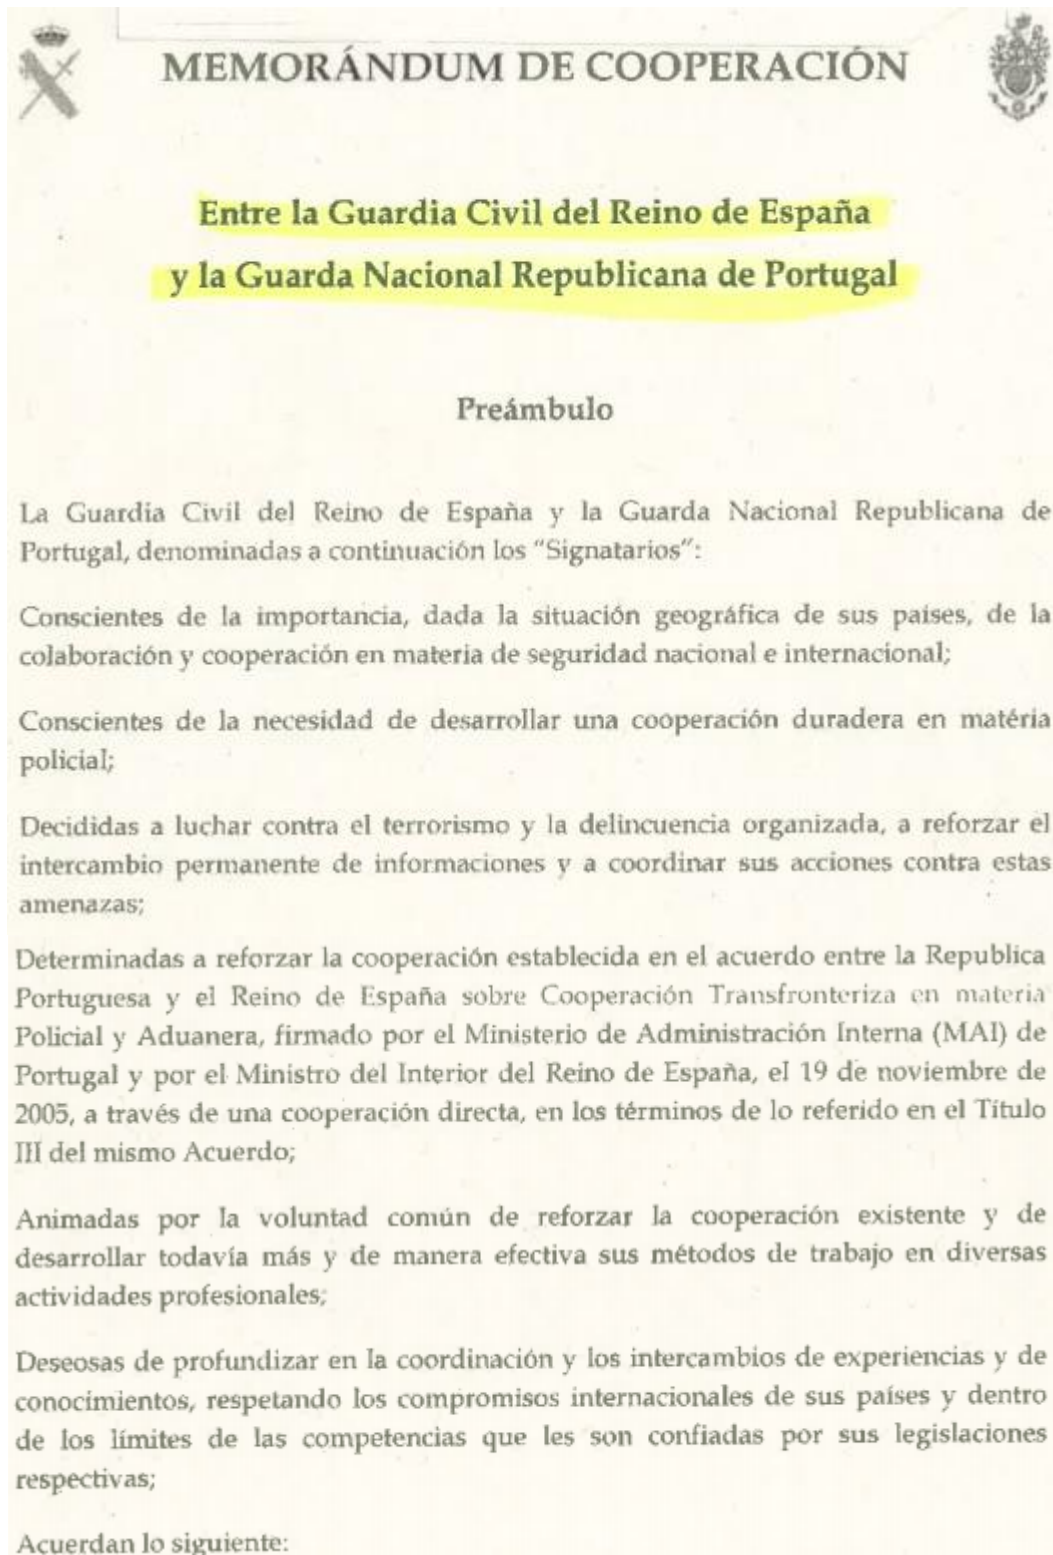 MEMORÁNDUM DE COOPERACIÓN
Entre la Guardia Civil del Reino de España
y la Guarda Nacional Republicana de Portugal
Preámbulo
La Guardia Civil del Reino de España y la Guarda Nacional Republicana de
Portugal, denominadas a continuación los "Signatarios":
Conscientes de la importancia, dada la situación geográfica de sus países, de la
colaboración y cooperación en materia de seguridad nacional e internacional;
Conscientes de la necesidad de desarrollar una cooperación duradera en matéria
policial;
Decididas a luchar contra el terrorismo y la delincuencia organizada, a reforzar el
intercambio permanente de informaciones y a coordinar sus acciones contra estas
amenazas;
Determinadas a reforzar la cooperación establecida en el acuerdo entre la Republica
Portuguesa y el Reino de España sobre Cooperación Transfronteriza en materia
Policial y Aduanera, firmado por el Ministerio de Administración Interna (MAI) de
Portugal y por el Ministro del Interior del Reino de España, el 19 de noviembre de
2005, a través de una cooperación directa, en los términos de lo referido en el Título
III del mismo Acuerdo;
Animadas por la voluntad común de reforzar la cooperación existente y de
desarrollar todavía más y de manera efectiva sus métodos de trabajo en diversas
actividades profesionales;
Deseosas de profundizar en la coordinación y los intercambios de experiencias y de
conocimientos, respetando los compromisos internacionales de sus países y dentro
de los límites de las competencias que les son confiadas por sus legislaciones
respectivas;
Acuerdan lo siguiente: